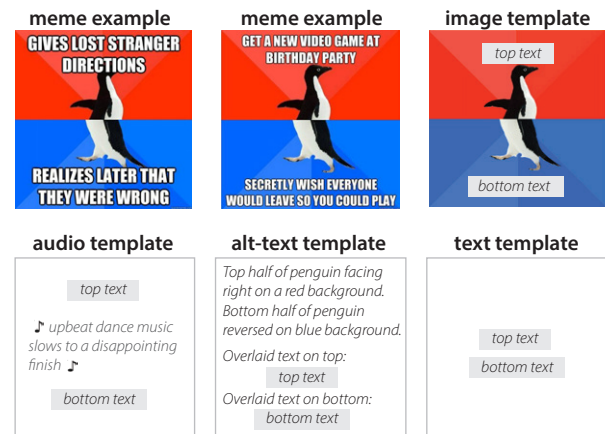 meme example
GIVES LOST STRANGER
DIRECTIONS
REALIZES LATER THAT
THEY WERE WRONG
meme example
GET A NEW VIDEO GAME AT
BIRTHDAY PARTY
SECRETLY WISH EVERYONE
WOULD LEAVE SO YOU COULD PLAY
image template
top text
bottom text
audio template
top text
♪ upbeat dance music
slows to a disappointing
finish ♪
bottom text
alt-text template
Top half of penguin facing
right on a red background.
Bottom half of penguin
reversed on blue background.
Overlaid text on top:
top text
Overlaid text on bottom:
bottom text
text template
top text
bottom text